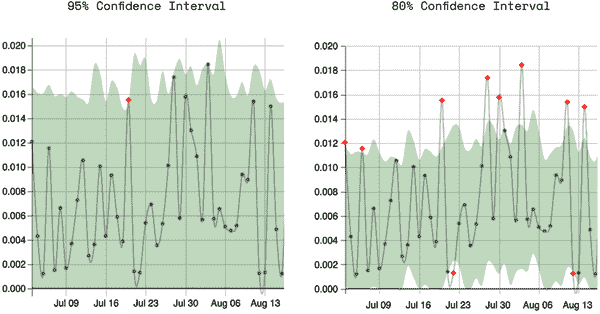 95% Confidence Interval
80% Confidence Interval
0.020
0.018
0.016
0.014
0.012
0.010
0.008
0.006
0.004
0.002
0.000
Jul 09
Jul 16
Jul 23
Jul 30
Aug 06
Aug 13
0.020
0.018
0.016
0.014
0.012
0.010
0.008
0.006
0.004
0.002
0.000
Jul 09
Jul 16
Jul 23
Jul 30
Aug 06
Aug 13